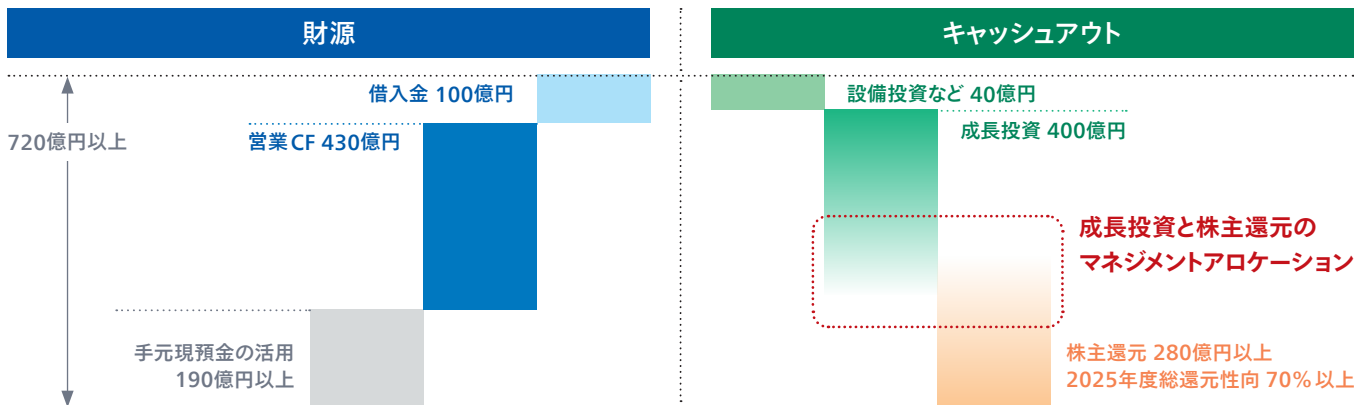 財源
720億円以上
借入金 100億円
営業CF 430億円
手元現預金の活用
190億円以上
キャッシュアウト
設備投資など 40億円
成長投資 400億円
成長投資と株主還元の
マネジメントアロケーション
株主還元 280億円以上
2025年度総還元性向 70%以上